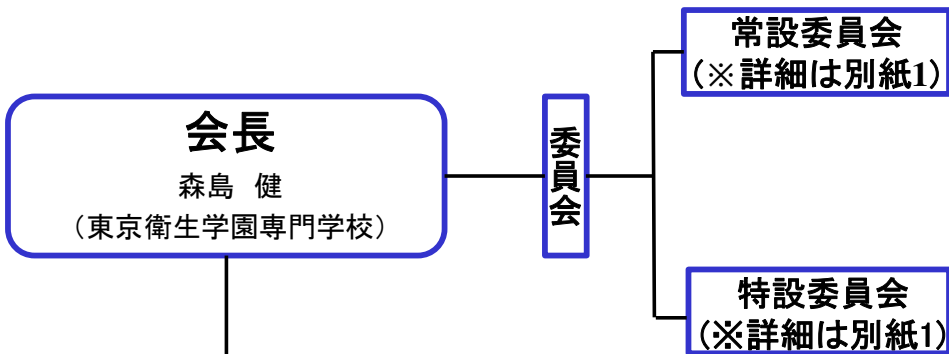 会長
森島 健
（東京衛生学園専門学校）
委員会
常設委員会
(※詳細は別紙1)
特設委員会
(※詳細は別紙1)